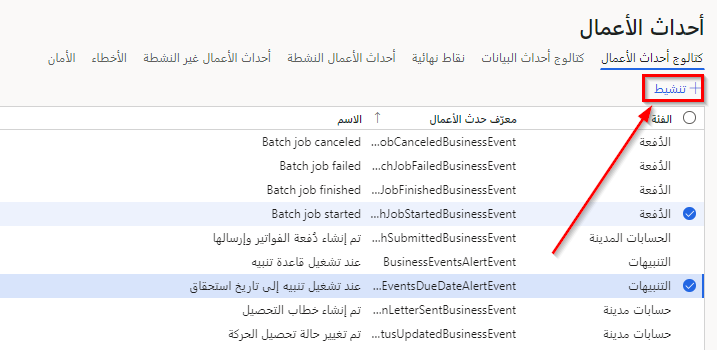 أحداث الأعمال
كتالوج أحداث الأعمال كتالوج أحداث البيانات نقاط نهائية أحداث الأعمال النشطة أحداث الأعمال غير النشطة الأخطاء الأمان
+ تنشيط
الفئة معرّف حدث الأعمال ↑ الاسم
الدُفعة ...obCanceledBusinessEvent Batch job canceled
الدُفعة ...chJobFailedBusinessEvent Batch job failed
الدُفعة ...JobFinishedBusinessEvent Batch job finished
الدُفعة ...hJobStartedBusinessEvent Batch job started
الحسابات المدينة ...hSubmittedBusinessEvent تم إنشاء دُفعة الفواتير وإرسالها
التنبيهات BusinessEventsAlertEvent عند تشغيل قاعدة تنبيه
التنبيهات ...EventsDueDateAlertEvent عند تشغيل تنبيه إلى تاريخ استحقاق
حسابات مدينة ...nLetterSentBusinessEvent تم إنشاء خطاب التحصيل
حسابات مدينة ...tusUpdatedBusinessEvent تم تغيير حالة تحصيل الحركة